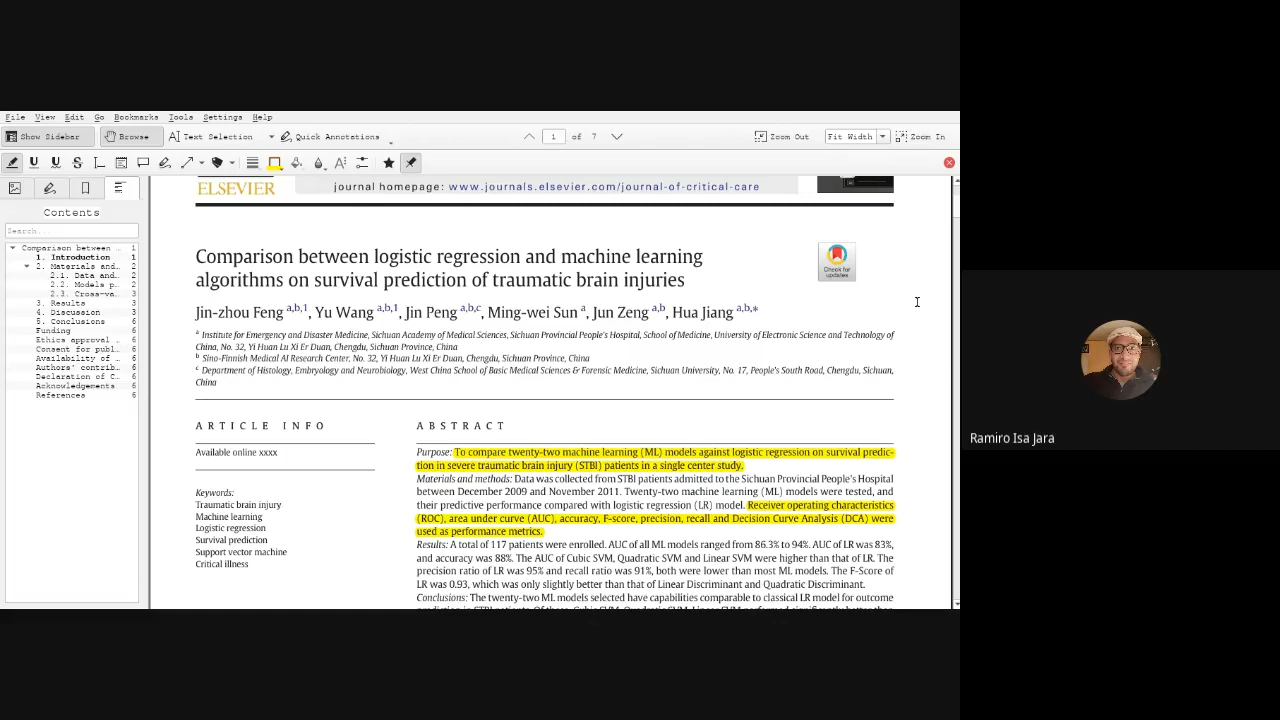 File View Edit Go Bookmarks Tools Settings Help
Show Sidebar Browse Text Selection Quick Annotations 1 of 7 Zoom Out Fit Width Zoom In
Contents
Search...
Comparison between ... 1
1. Introduction 1
2. Materials and... 2
2.1. Data and... 2
2.2. Models p... 2
2.3. Cross-va... 3
3. Results 3
4. Discussion 3
5. Conclusions 6
Funding 6
Ethics approval ... 6
Consent for publ... 6
Availability of ... 6
Authors' contrib... 6
Declaration of C... 6
Acknowledgements 6
References 6
ELSEVIER
journal homepage: www.journals.elsevier.com/journal-of-critical-care
Comparison between logistic regression and machine learning
algorithms on survival prediction of traumatic brain injuries
Check for
updates
Jin-zhou Feng a,b,1, Yu Wang a,b,1, Jin Peng a,b,c, Ming-wei Sun a, Jun Zeng a,b, Hua Jiang a,b,*
a Institute for Emergency and Disaster Medicine, Sichuan Academy of Medical Sciences, Sichuan Provincial People's Hospital, School of Medicine, University of Electronic Science and Technology of
China, No. 32, Yi Huan Lu Xi Er Duan, Chengdu, Sichuan Province, China
b Sino-Finnish Medical AI Research Center, No. 32, Yi Huan Lu Xi Er Duan, Chengdu, Sichuan Province, China
c Department of Histology, Embryology and Neurobiology, West China School of Basic Medical Sciences & Forensic Medicine, Sichuan University, No. 17, People's South Road, Chengdu, Sichuan,
China
ARTICLE INFO
Available online xxxx
Keywords:
Traumatic brain injury
Machine learning
Logistic regression
Survival prediction
Support vector machine
Critical illness
ABSTRACT
Purpose: To compare twenty-two machine learning (ML) models against logistic regression on survival predic-
tion in severe traumatic brain injury (STBI) patients in a single center study.
Materials and methods: Data was collected from STBI patients admitted to the Sichuan Provincial People's Hospital
between December 2009 and November 2011. Twenty-two machine learning (ML) models were tested, and
their predictive performance compared with logistic regression (LR) model. Receiver operating characteristics
(ROC), area under curve (AUC), accuracy, F-score, precision, recall and Decision Curve Analysis (DCA) were
used as performance metrics.
Results: A total of 117 patients were enrolled. AUC of all ML models ranged from 86.3% to 94%. AUC of LR was 83%,
and accuracy was 88%. The AUC of Cubic SVM, Quadratic SVM and Linear SVM were higher than that of LR. The
precision ratio of LR was 95% and recall ratio was 91%, both were lower than most ML models. The F-Score of
LR was 0.93, which was only slightly better than that of Linear Discriminant and Quadratic Discriminant.
Conclusions: The twenty-two ML models selected have capabilities comparable to classical LR model for outcome
prediction in STBI patients. Of these, Cubic SVM, Quadratic SVM, Linear SVM performed significantly better than
Ramiro Isa Jara